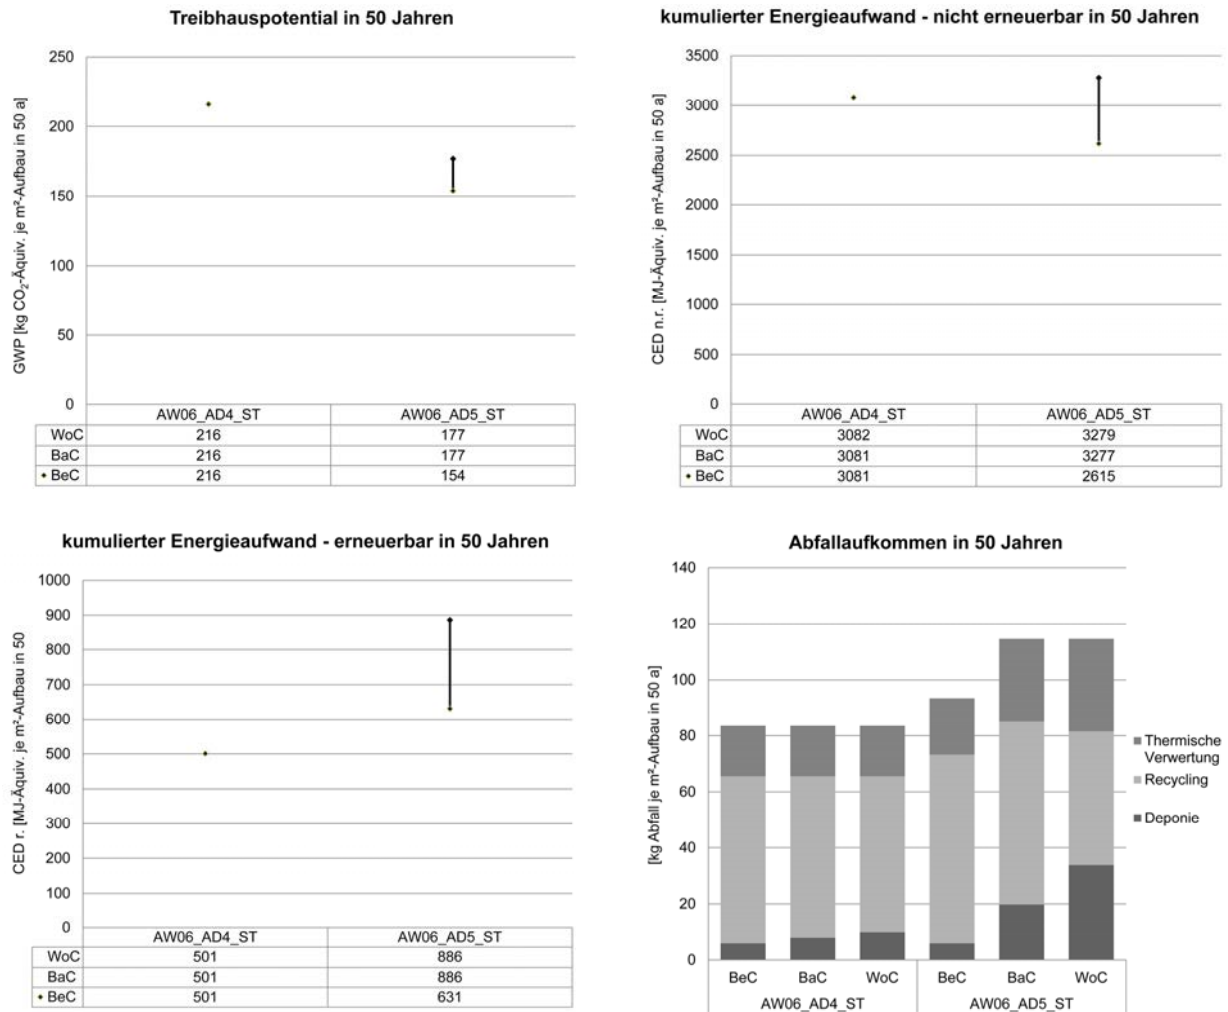 Treibhauspotential in 50 Jahren
GWP [kg CO₂-Äquiv. je m²-Aufbau in 50 a]
250
200
150
100
50
0
AW06_AD4_ST AW06_AD5_ST
WoC 216 177
BaC 216 177
BeC 216 154
kumulierter Energieaufwand - nicht erneuerbar in 50 Jahren
CED n.r. [MJ-Äquiv. je m²-Aufbau in 50 a]
3500
3000
2500
2000
1500
1000
500
0
AW06_AD4_ST AW06_AD5_ST
WoC 3082 3279
BaC 3081 3277
BeC 3081 2615
kumulierter Energieaufwand - erneuerbar in 50 Jahren
CED r. [MJ-Äquiv. je m²-Aufbau in 50
1000
900
800
700
600
500
400
300
200
100
0
AW06_AD4_ST AW06_AD5_ST
WoC 501 886
BaC 501 886
BeC 501 631
Abfallaufkommen in 50 Jahren
[kg Abfall je m²-Aufbau in 50 a]
140
120
100
80
60
40
20
0
BeC BaC WoC BeC BaC WoC
AW06_AD4_ST AW06_AD5_ST
Thermische
Verwertung
Recycling
Deponie